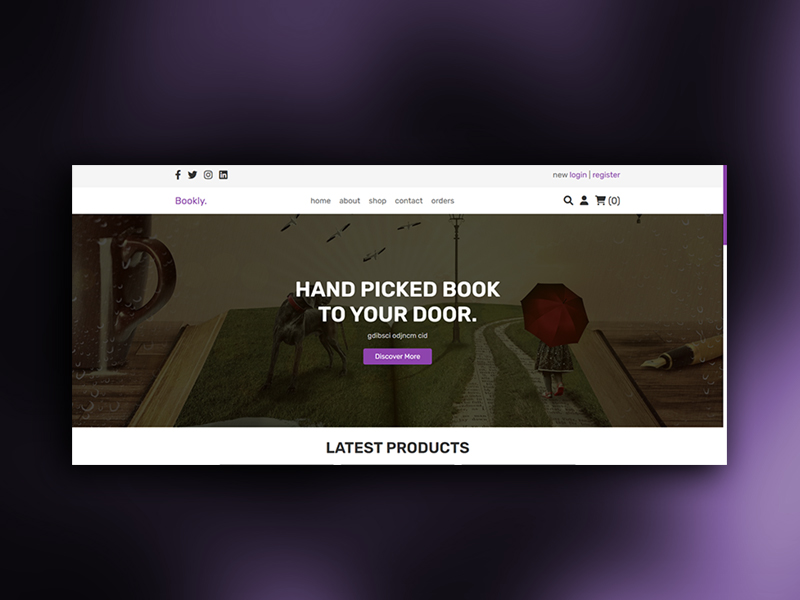 new login | register
Bookly.
home about shop contact orders
(0)
HAND PICKED BOOK
TO YOUR DOOR.
gdibsci odjncm cid
Discover More
LATEST PRODUCTS